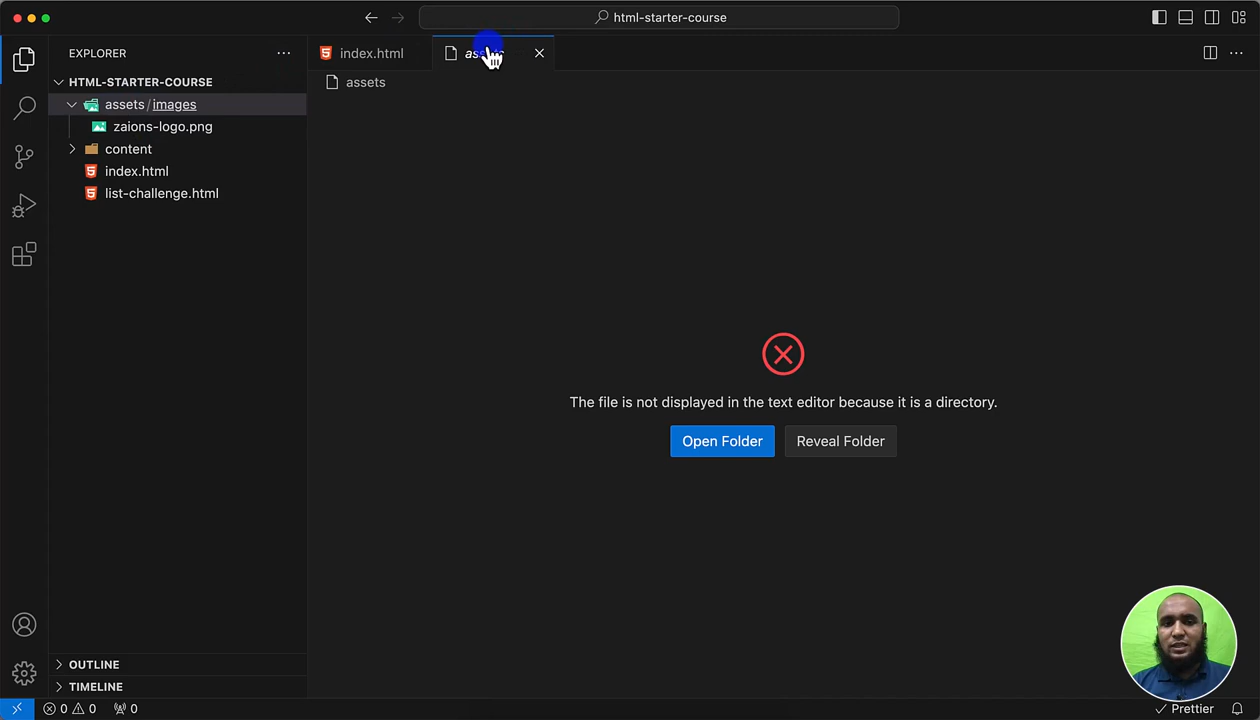 html-starter-course
EXPLORER
index.html
HTML-STARTER-COURSE
assets
assets/images
zaions-logo.png
content
index.html
list-challenge.html
The file is not displayed in the text editor because it is a directory.
Open Folder Reveal Folder
OUTLINE
TIMELINE
0 0 0
Prettier